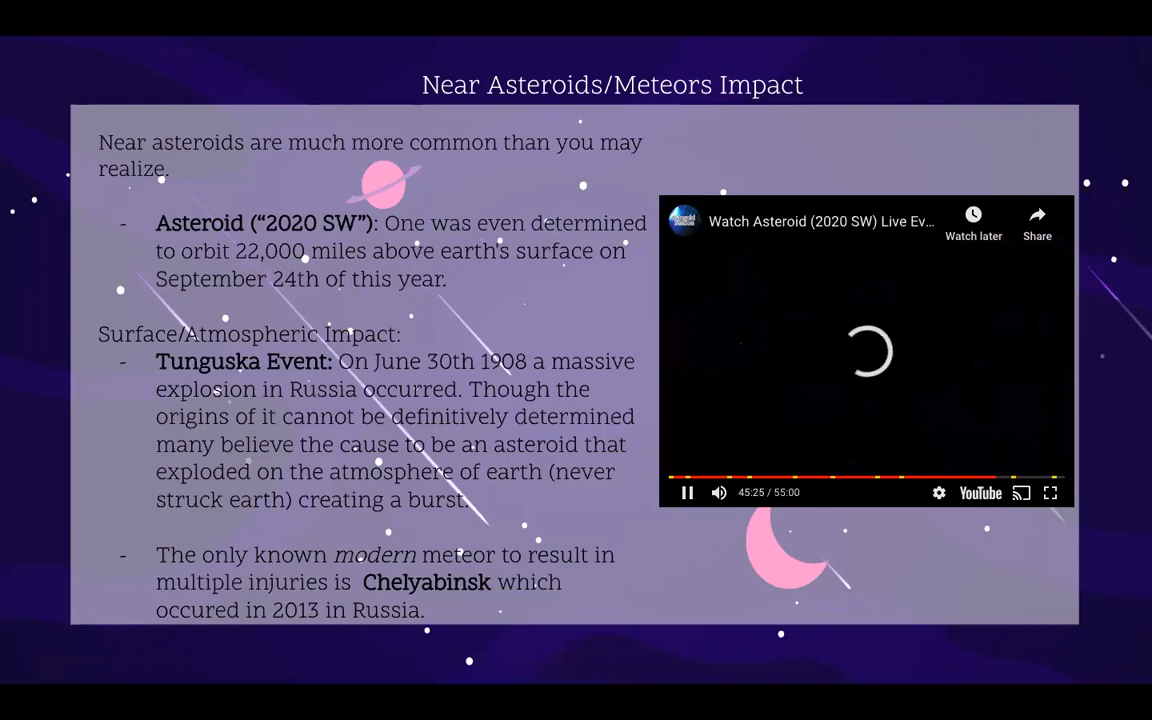 Near Asteroids/Meteors Impact
Near asteroids are much more common than you may
realize.
- Asteroid (“2020 SW”): One was even determined
to orbit 22,000 miles above earth's surface on
September 24th of this year.
Surface/Atmospheric Impact:
- Tunguska Event: On June 30th 1908 a massive
explosion in Russia occurred. Though the
origins of it cannot be definitively determined
many believe the cause to be an asteroid that
exploded on the atmosphere of earth (never
struck earth) creating a burst.
- The only known modern meteor to result in
multiple injuries is Chelyabinsk which
occured in 2013 in Russia.
Watch Asteroid (2020 SW) Live Ev...
Watch later
Share
45:25 / 55:00
YouTube